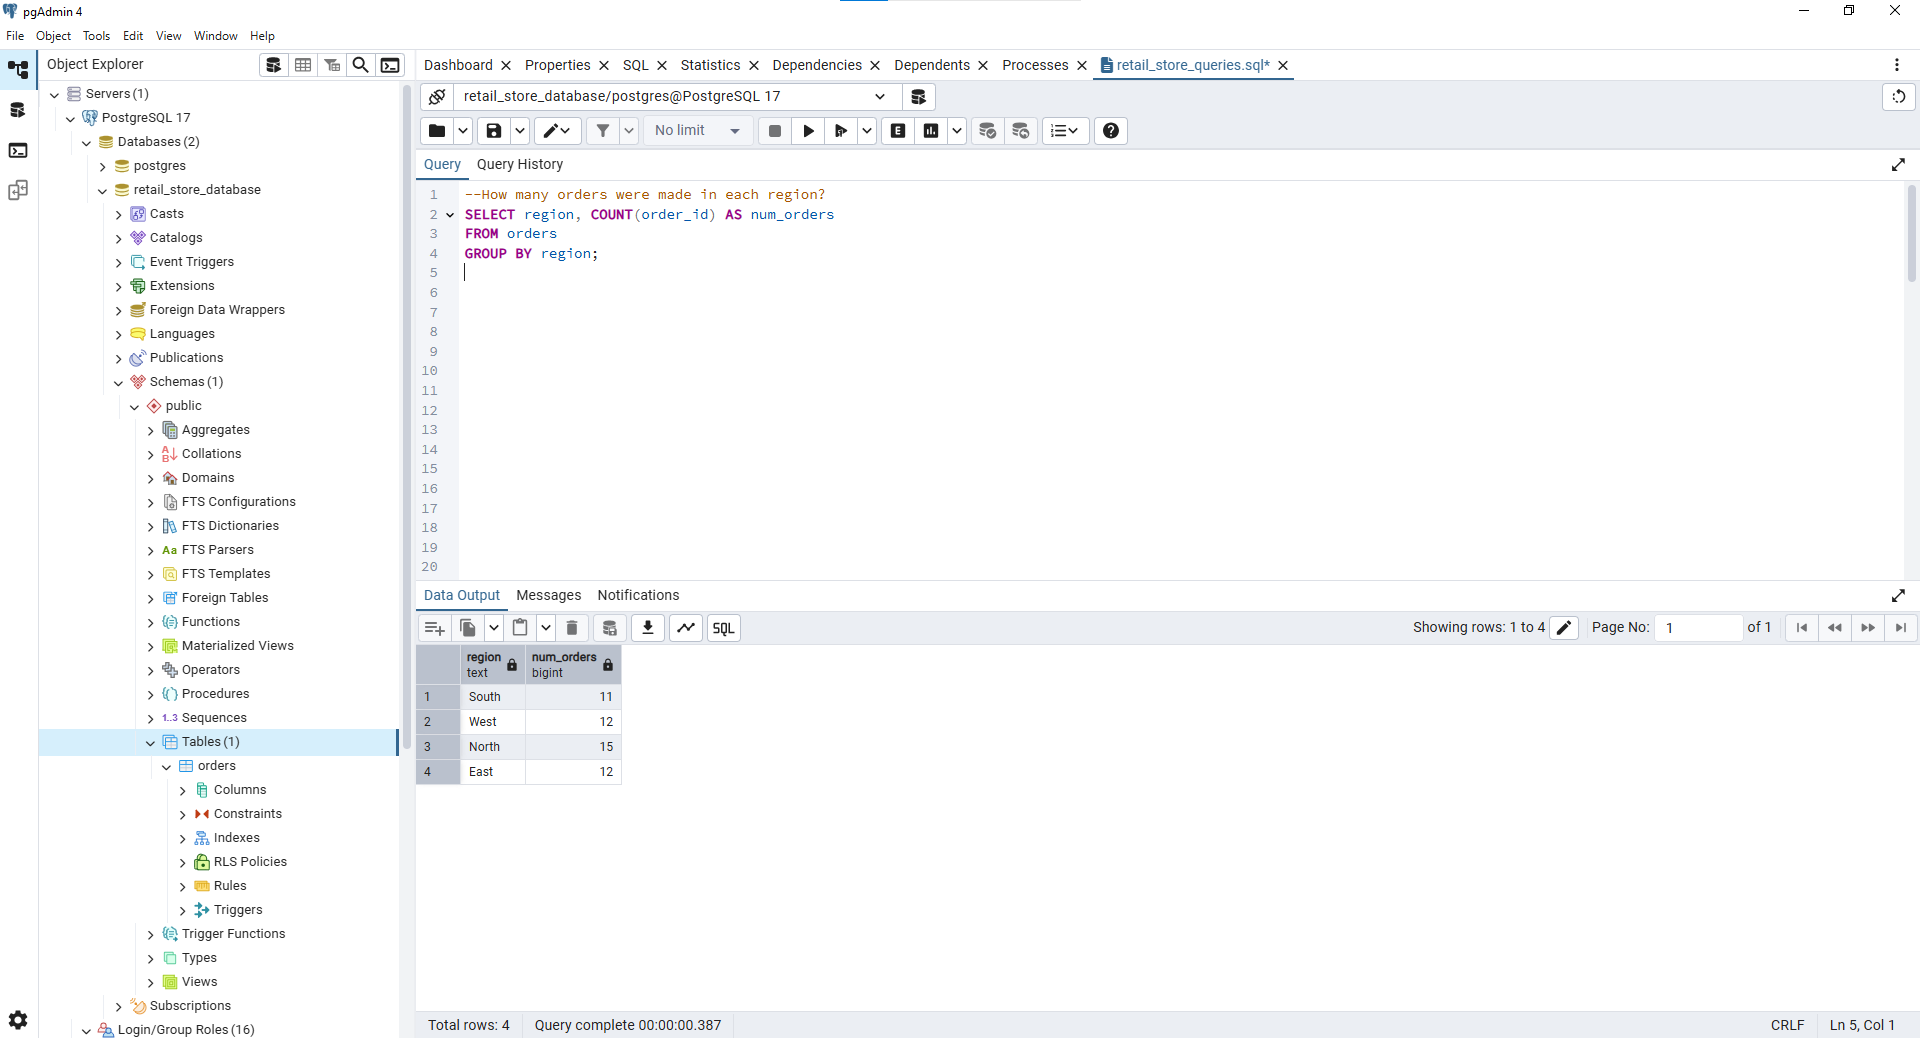 pgAdmin 4
File Object Tools Edit View Window Help
Object Explorer
Servers (1)
PostgreSQL 17
Databases (2)
postgres
retail_store_database
Casts
Catalogs
Event Triggers
Extensions
Foreign Data Wrappers
Languages
Publications
Schemas (1)
public
Aggregates
Collations
Domains
FTS Configurations
FTS Dictionaries
Aa FTS Parsers
FTS Templates
Foreign Tables
Functions
Materialized Views
Operators
Procedures
1..3 Sequences
Tables (1)
orders
Columns
Constraints
Indexes
RLS Policies
Rules
Triggers
Trigger Functions
Types
Views
Subscriptions
Login/Group Roles (16)
Dashboard Properties SQL Statistics Dependencies Dependents Processes retail_store_queries.sql*
retail_store_database/postgres@PostgreSQL 17
No limit E
Query Query History
1 --How many orders were made in each region?
2 SELECT region, COUNT(order_id) AS num_orders
3 FROM orders
4 GROUP BY region;
5
6
7
8
9
10
11
12
13
14
15
16
17
18
19
20
Data Output Messages Notifications
SQL Showing rows: 1 to 4 Page No: 1 of 1
region num_orders
text bigint
1 South 11
2 West 12
3 North 15
4 East 12
Total rows: 4 Query complete 00:00:00.387 CRLF Ln 5, Col 1